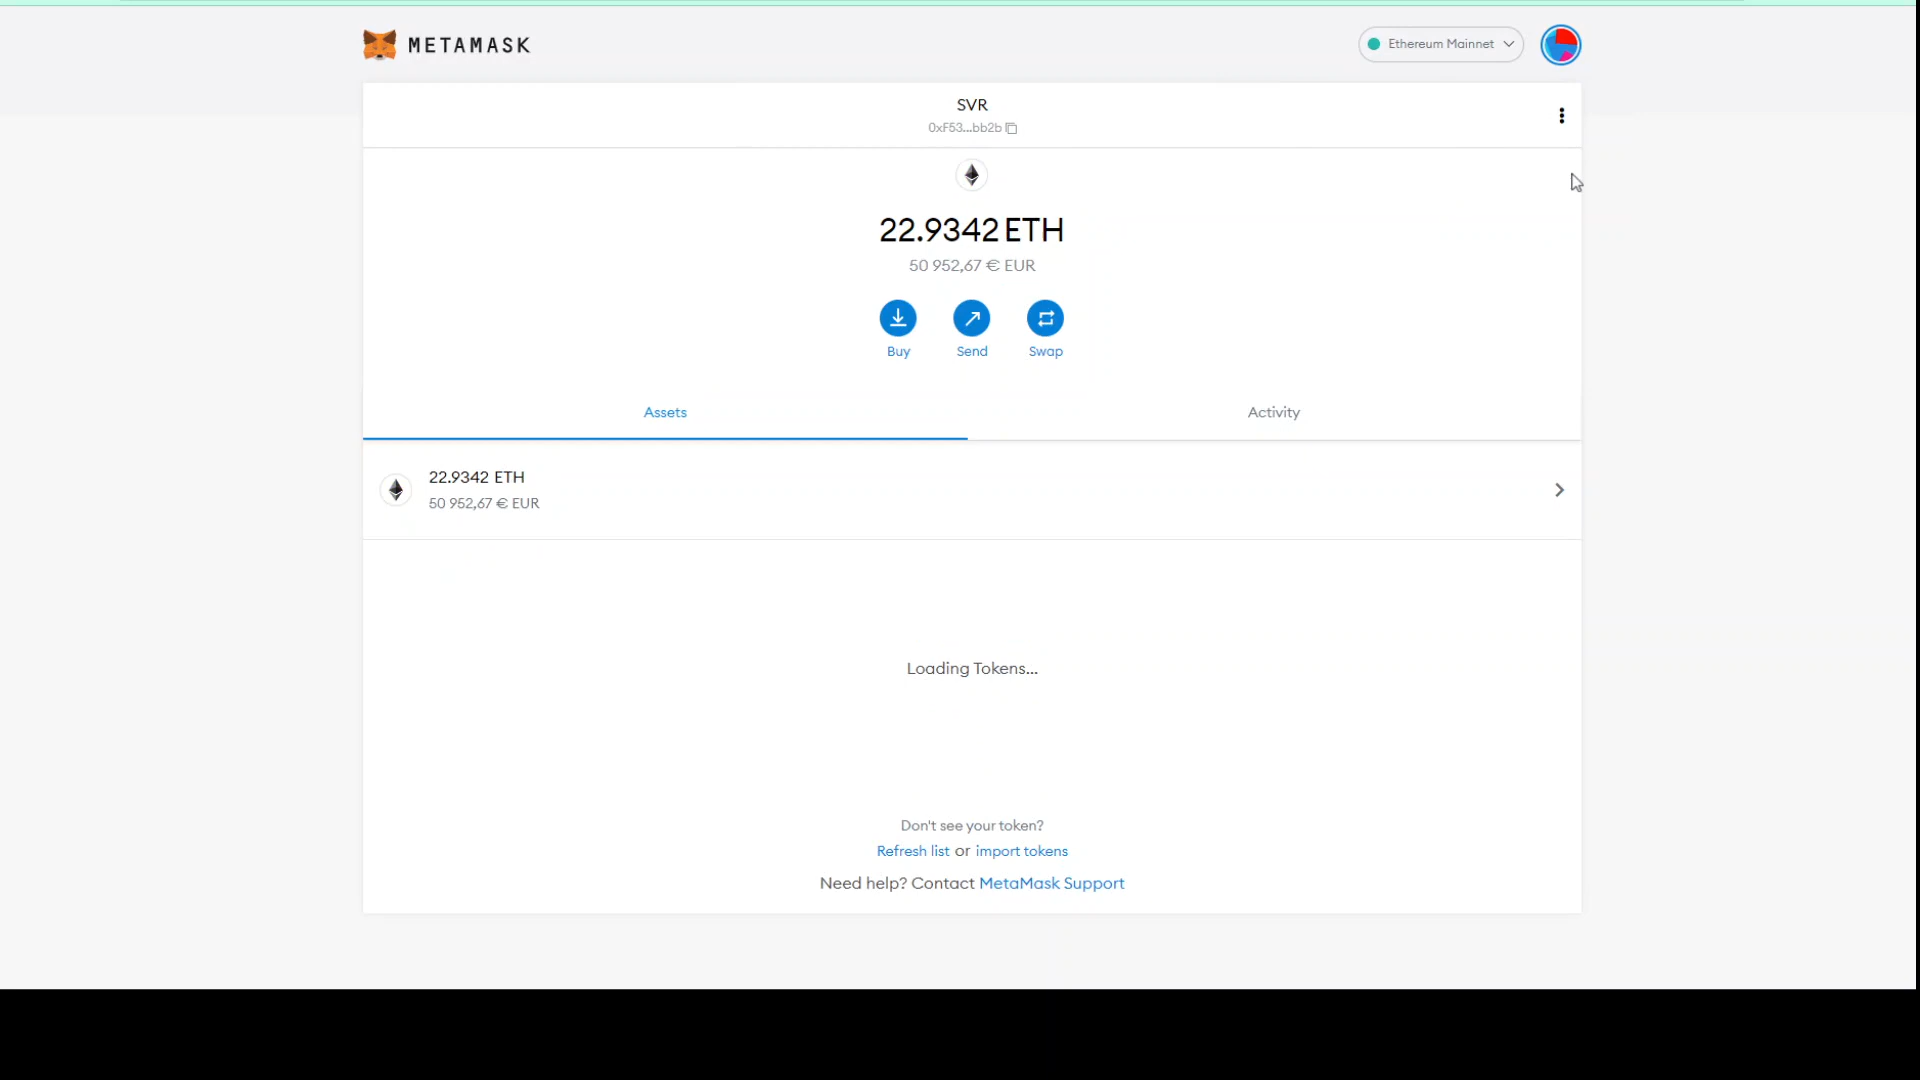 METAMASK
Ethereum Mainnet
SVR
0xF53...bb2b
22.9342 ETH
50 952,67 € EUR
Buy
Send
Swap
Assets
Activity
22.9342 ETH
50 952,67 € EUR
Loading Tokens...
Don't see your token?
Refresh list or import tokens
Need help? Contact MetaMask Support